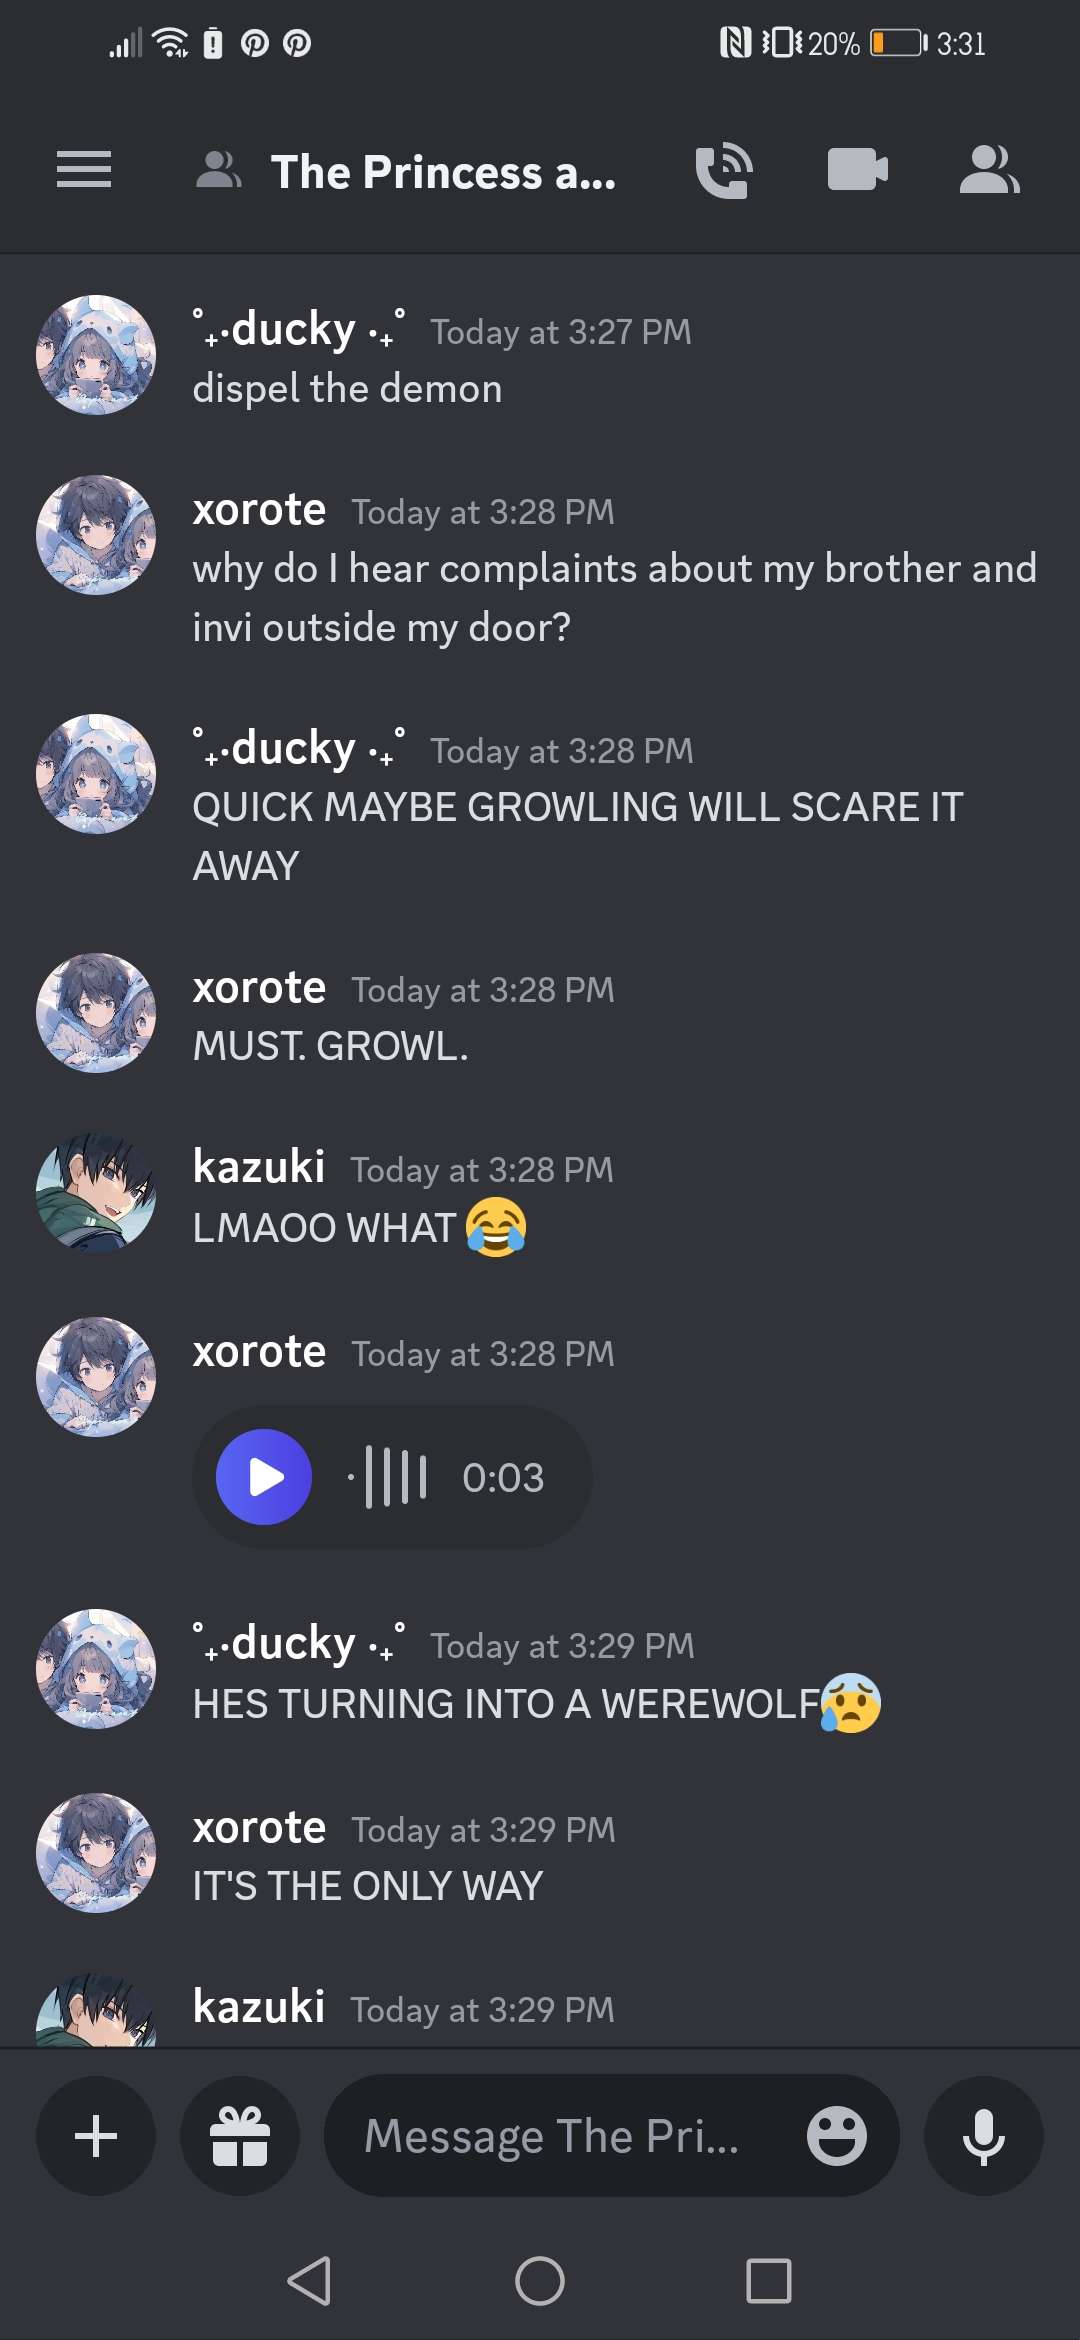 20% 3:31
The Princess a...
°₊·ducky ·₊° Today at 3:27 PM
dispel the demon
xorote Today at 3:28 PM
why do I hear complaints about my brother and
invi outside my door?
°₊·ducky ·₊° Today at 3:28 PM
QUICK MAYBE GROWLING WILL SCARE IT
AWAY
xorote Today at 3:28 PM
MUST. GROWL.
kazuki Today at 3:28 PM
LMAOO WHAT 😂
xorote Today at 3:28 PM
0:03
°₊·ducky ·₊° Today at 3:29 PM
HES TURNING INTO A WEREWOLF😰
xorote Today at 3:29 PM
IT'S THE ONLY WAY
kazuki Today at 3:29 PM
Message The Pri...